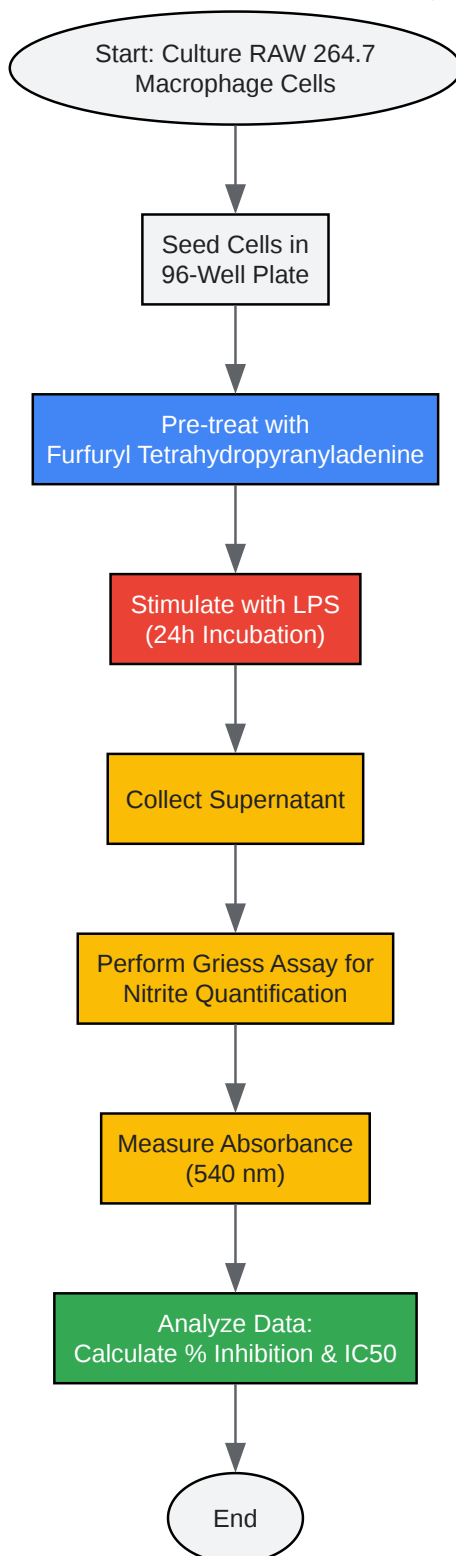 Start: Culture RAW 264.7
Macrophage Cells
Seed Cells in
96-Well Plate
Pre-treat with
Furfuryl Tetrahydropyranyladenine
Stimulate with LPS
(24h Incubation)
Collect Supernatant
Perform Griess Assay for
Nitrite Quantification
Measure Absorbance
(540 nm)
Analyze Data:
Calculate % Inhibition & IC50
End